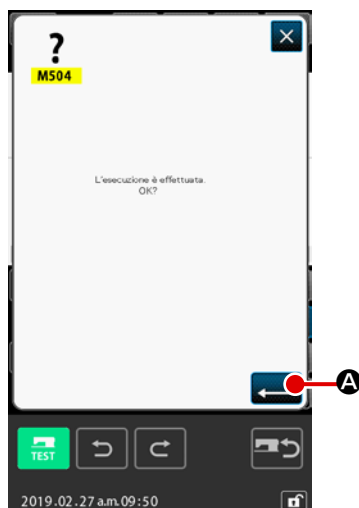 ?
M504
L'esecuzione è effettuata.
OK?
A
TEST
2019.02.27 a.m.09:50